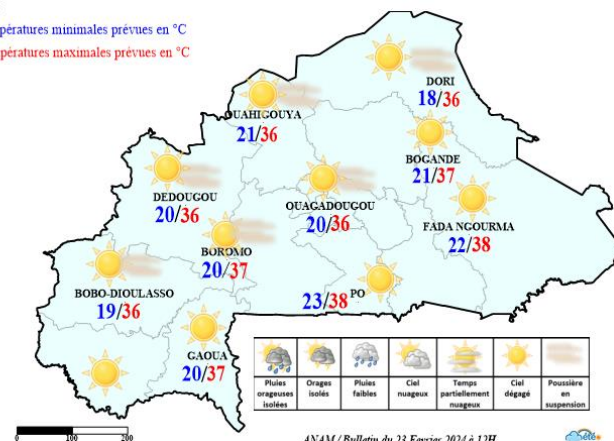 pératures minimales prévues en °C
pératures maximales prévues en °C
DORI
18/36
OUAHIGOUYA
21/36
BOGANDE
21/37
DEDOUGOU
20/36
OUAGADOUGOU
20/36
FADA NGOURMA
22/38
BOROMO
20/37
BOBO-DIOULASSO
19/36
PO
23/38
GAOUA
20/37
Pluies orageuses isolées
Orages isolés
Pluies faibles
Ciel nuageux
Temps partiellement nuageux
Ciel dégagé
Poussière en suspension
0 100 200
ANAM / Bulletin du 23 Fevrier 2024 à 12H